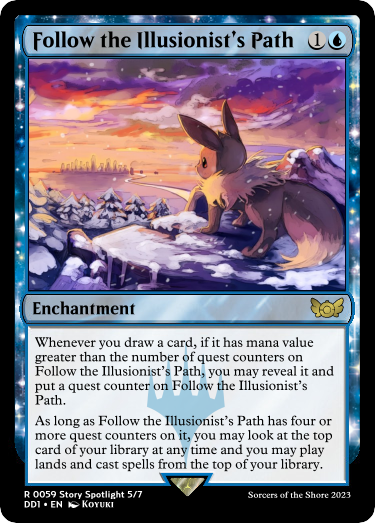 Follow the Illusionist's Path 1
Enchantment
Whenever you draw a card, if it has mana value
greater than the number of quest counters on
Follow the Illusionist's Path, you may reveal it and
put a quest counter on Follow the Illusionist's
Path.
As long as Follow the Illusionist's Path has four or
more quest counters on it, you may look at the top
card of your library at any time and you may play
lands and cast spells from the top of your library.
R 0059 Story Spotlight 5/7
DD1 • EN Koyuki
Sorcers of the Shore 2023